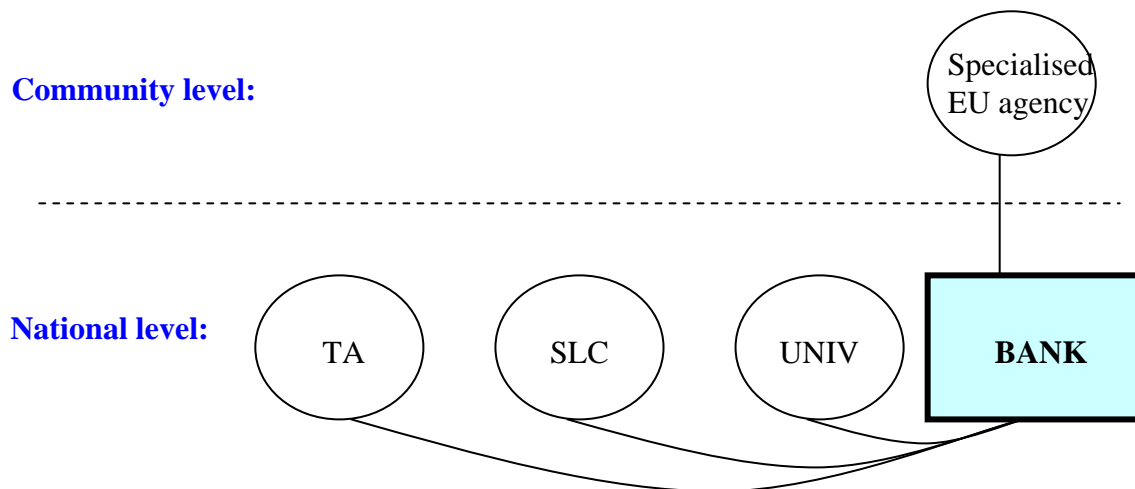 Specialised
EU agency
Community level:
National level:
TA
SLC
UNIV
BANK